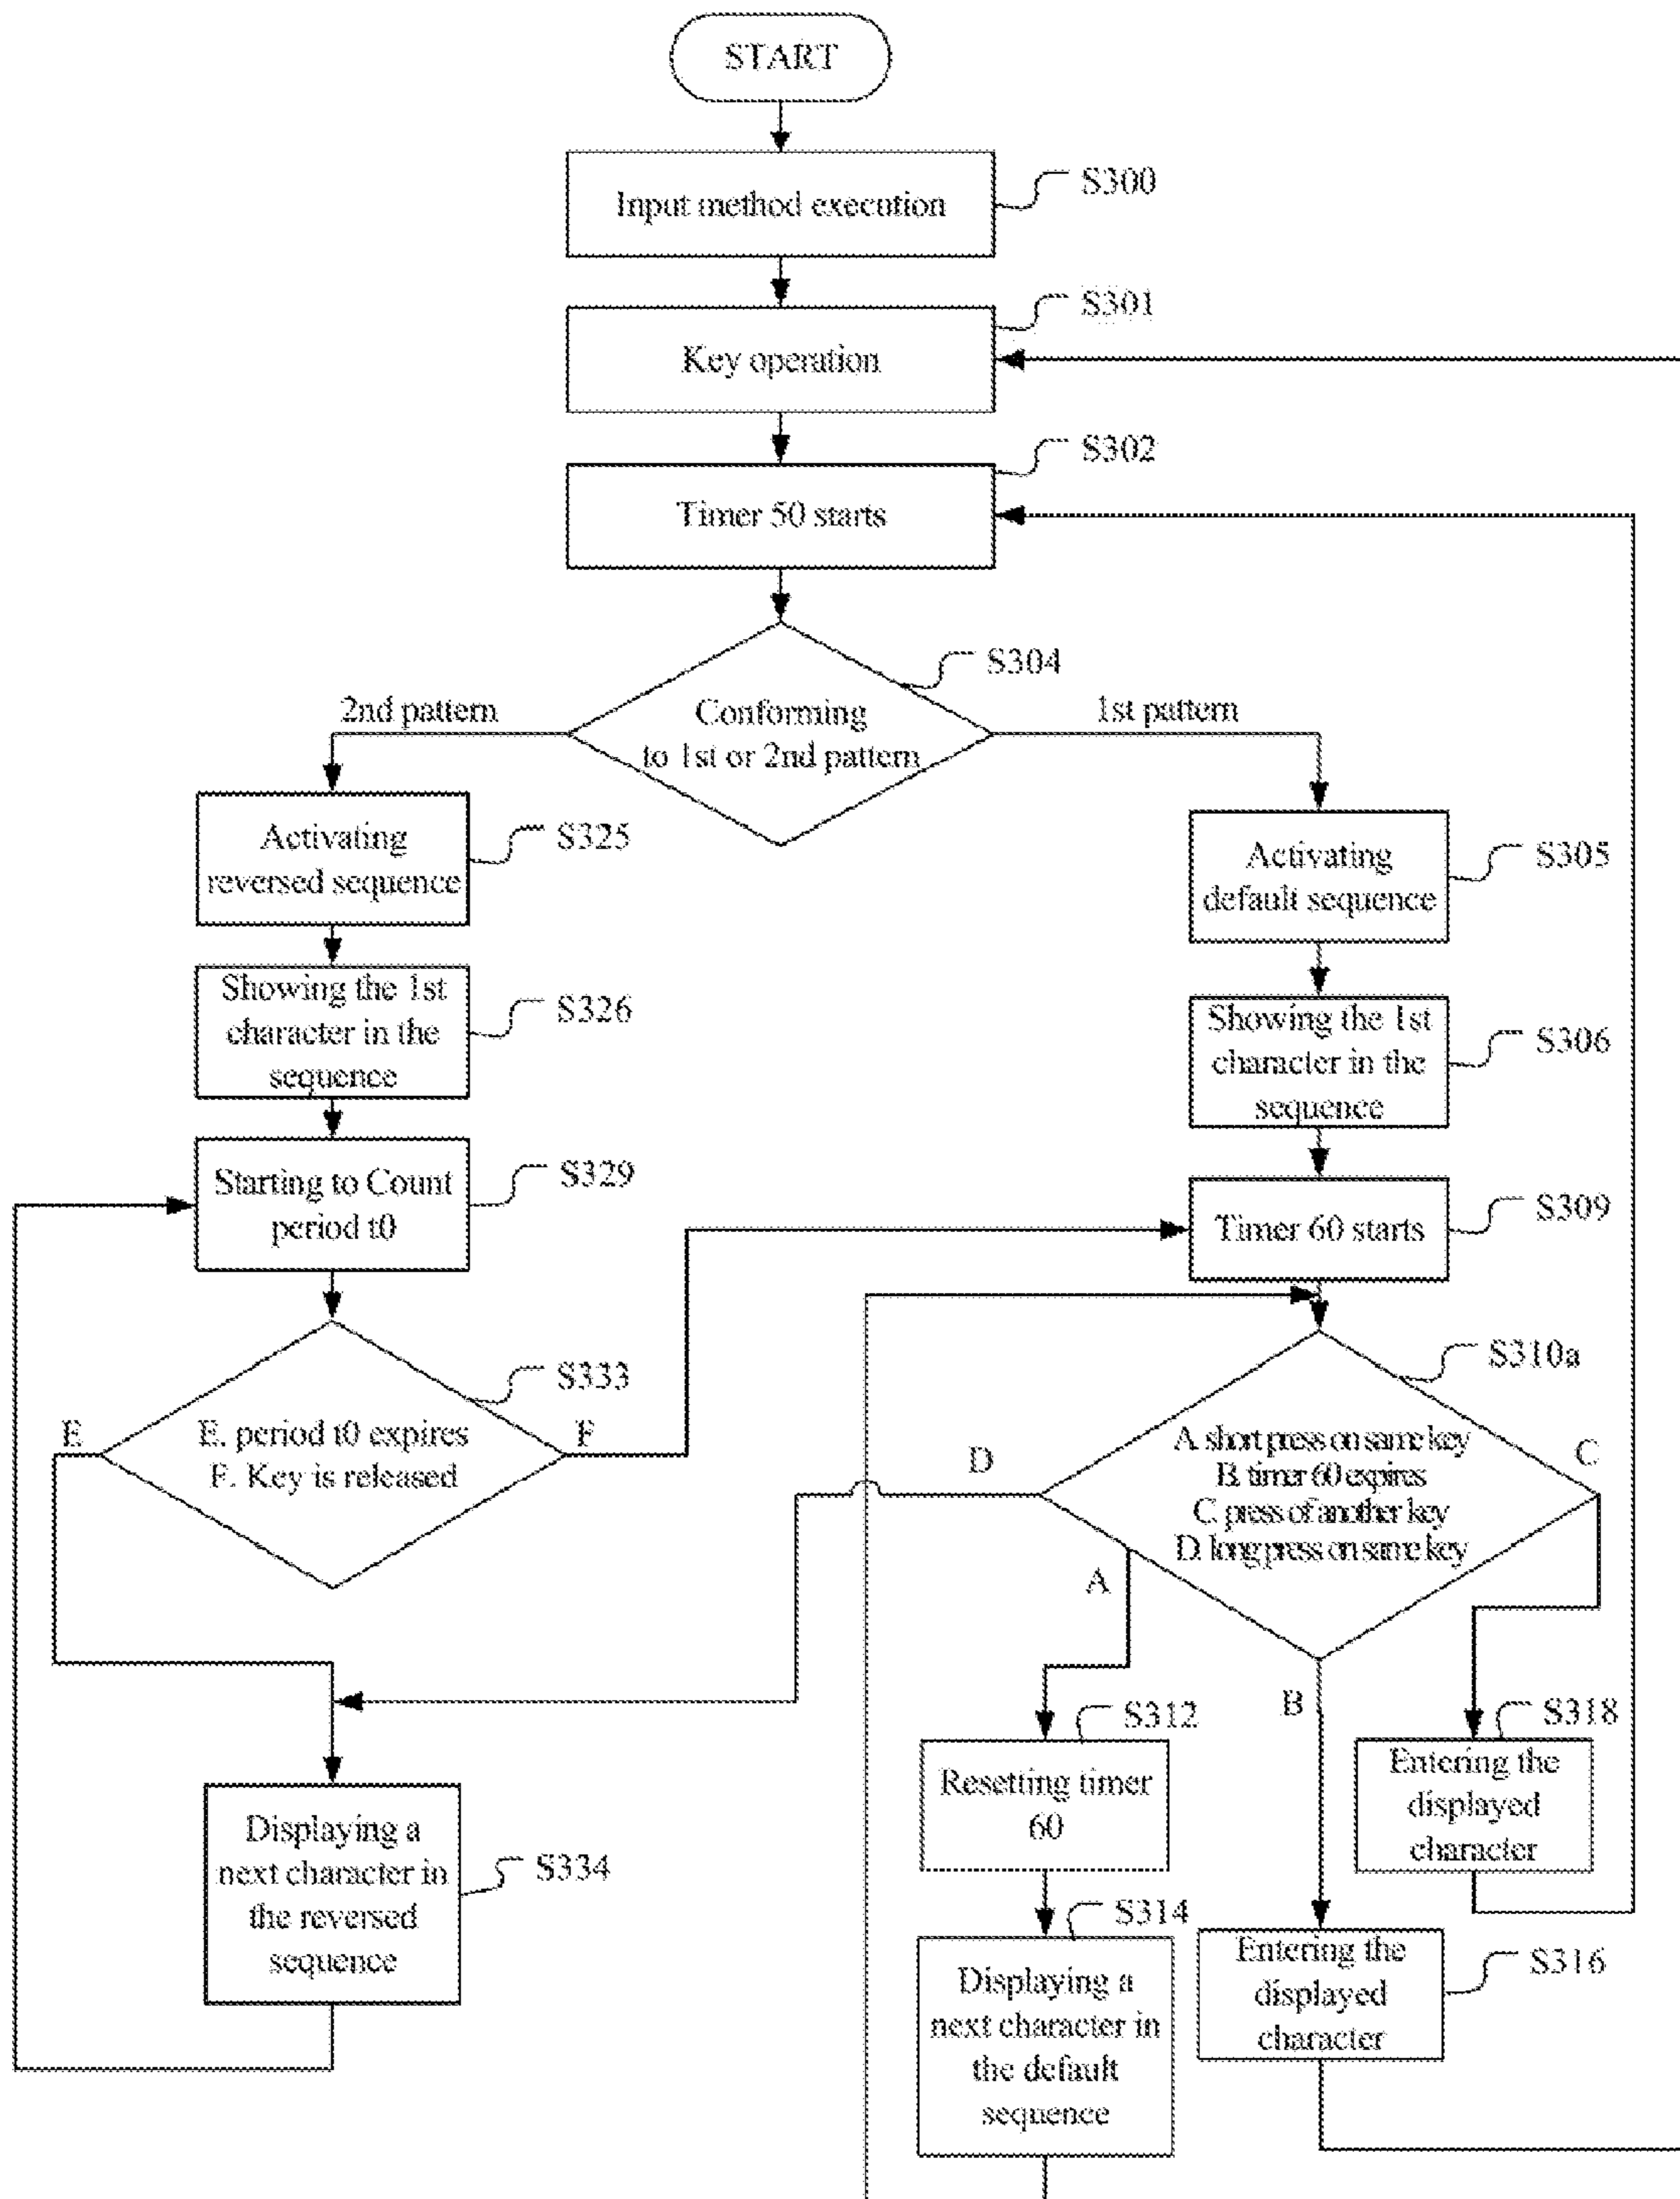 START
Input method execution
S300
Key operation
S301
Timer 50 starts
S302
Conforming
to 1st or 2nd pattern
S304
2nd pattern
1st pattern
Activating
reversed sequence
S325
Activating
default sequence
S305
Showing the 1st
character in the
sequence
S326
Showing the 1st
character in the
sequence
S306
Starting to Count
period t0
S329
Timer 60 starts
S309
E. period t0 expires
F. Key is released
S333
E
F
A. short press on same key
B. timer 60 expires
C. press of another key
D. long press on same key
S310a
D
C
A
B
Resetting timer
60
S312
Entering the
displayed
character
S318
Displaying a
next character in
the reversed
sequence
S334
Displaying a
next character in
the default
sequence
S314
Entering the
displayed
character
S316